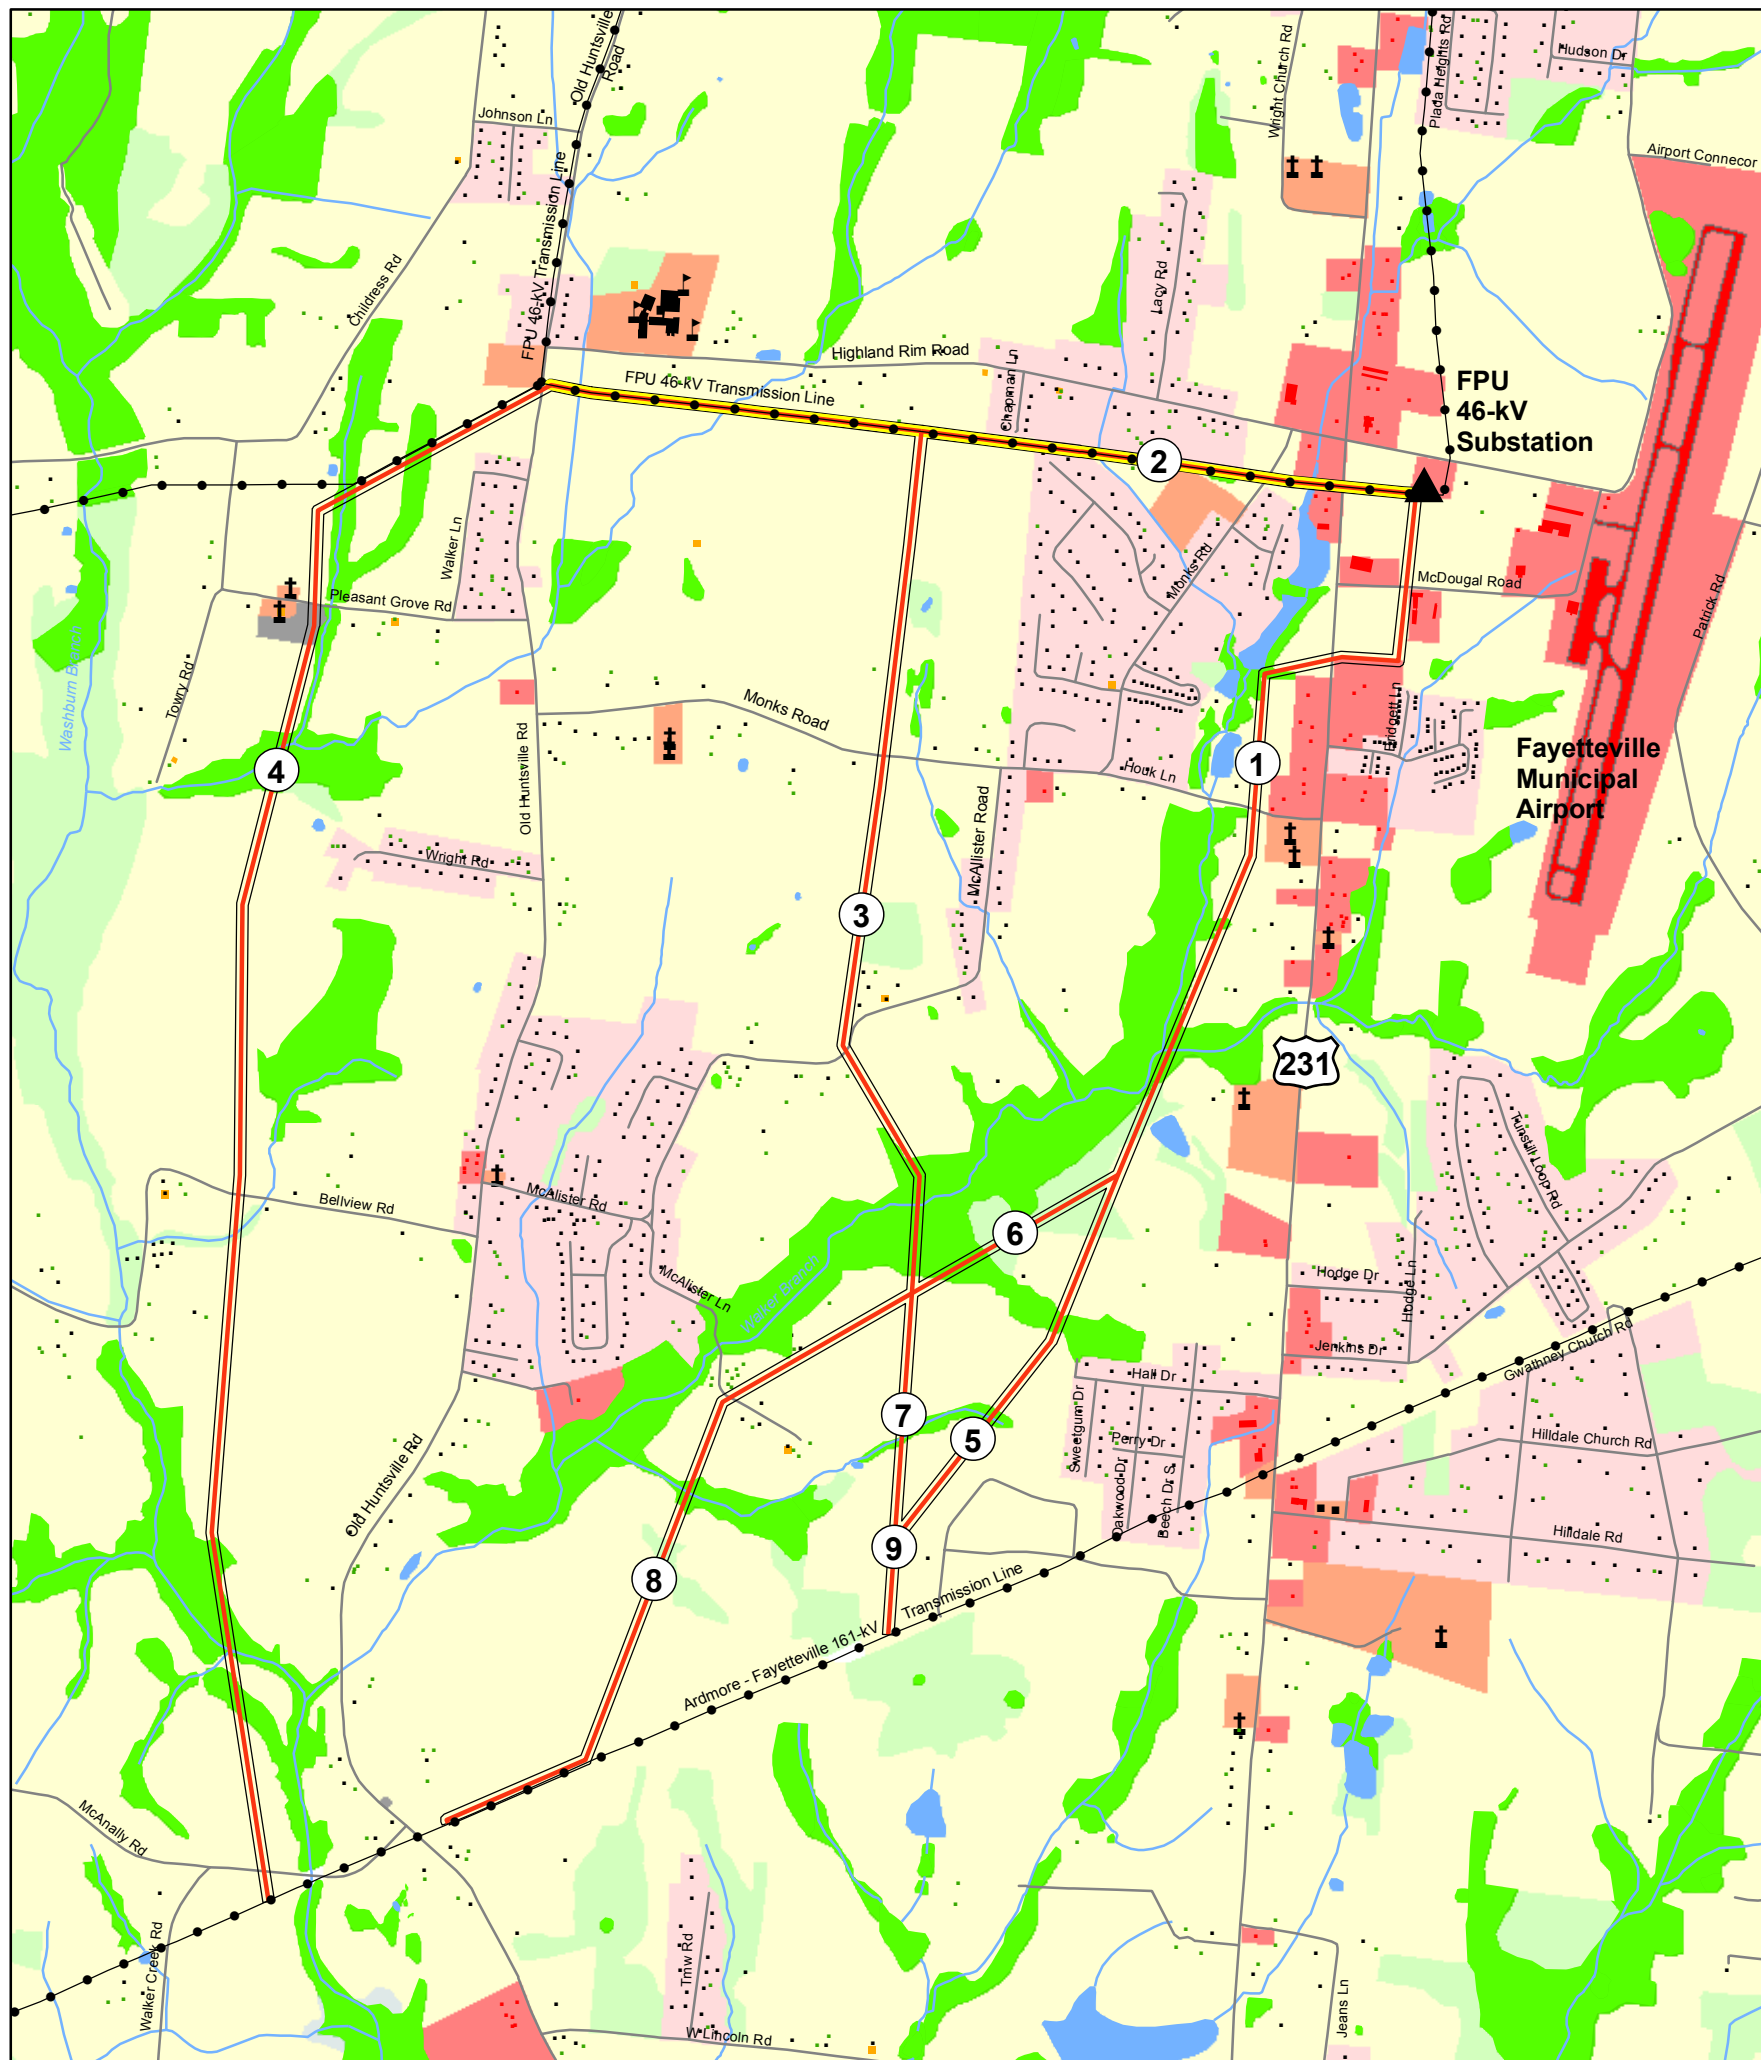 Old Huntsville
Road
Wright Church Rd
Hudson Dr
Johnson Ln
Airport Connecor
FPU 46-kV Transmission Line
Childress Rd
Lacy Rd
Highland Rim Road
FPU 46-kV Transmission Line
Chapman Ln
FPU
46-kV
Substation
2
Walker Ln
Monks Rd
McDougal Road
Pleasant Grove Rd
Patrick Rd
Washburn Branch
Towry Rd
Monks Road
Bridgett Ln
Fayetteville
Municipal
Airport
4
1
Houk Ln
Old Huntsville Rd
McAllister Road
Wright Rd
3
231
Tunstill Loop Rd
McAlister Rd
Bellview Rd
6
McAlister Ln
Walker Branch
Hodge Dr
Hodge Ln
Gwathney Church Rd
Jenkins Dr
Hall Dr
7
5
Sweetgum Dr
Perry Dr
Hilldale Church Rd
Old Huntsville Rd
Oakwood Dr
Beech Dr S
Hilldale Rd
9
8
Ardmore - Fayetteville 161-kV Transmission Line
McAnally Rd
Walker Creek Rd
Tmw Rd
Jeans Ln
W Lincoln Rd